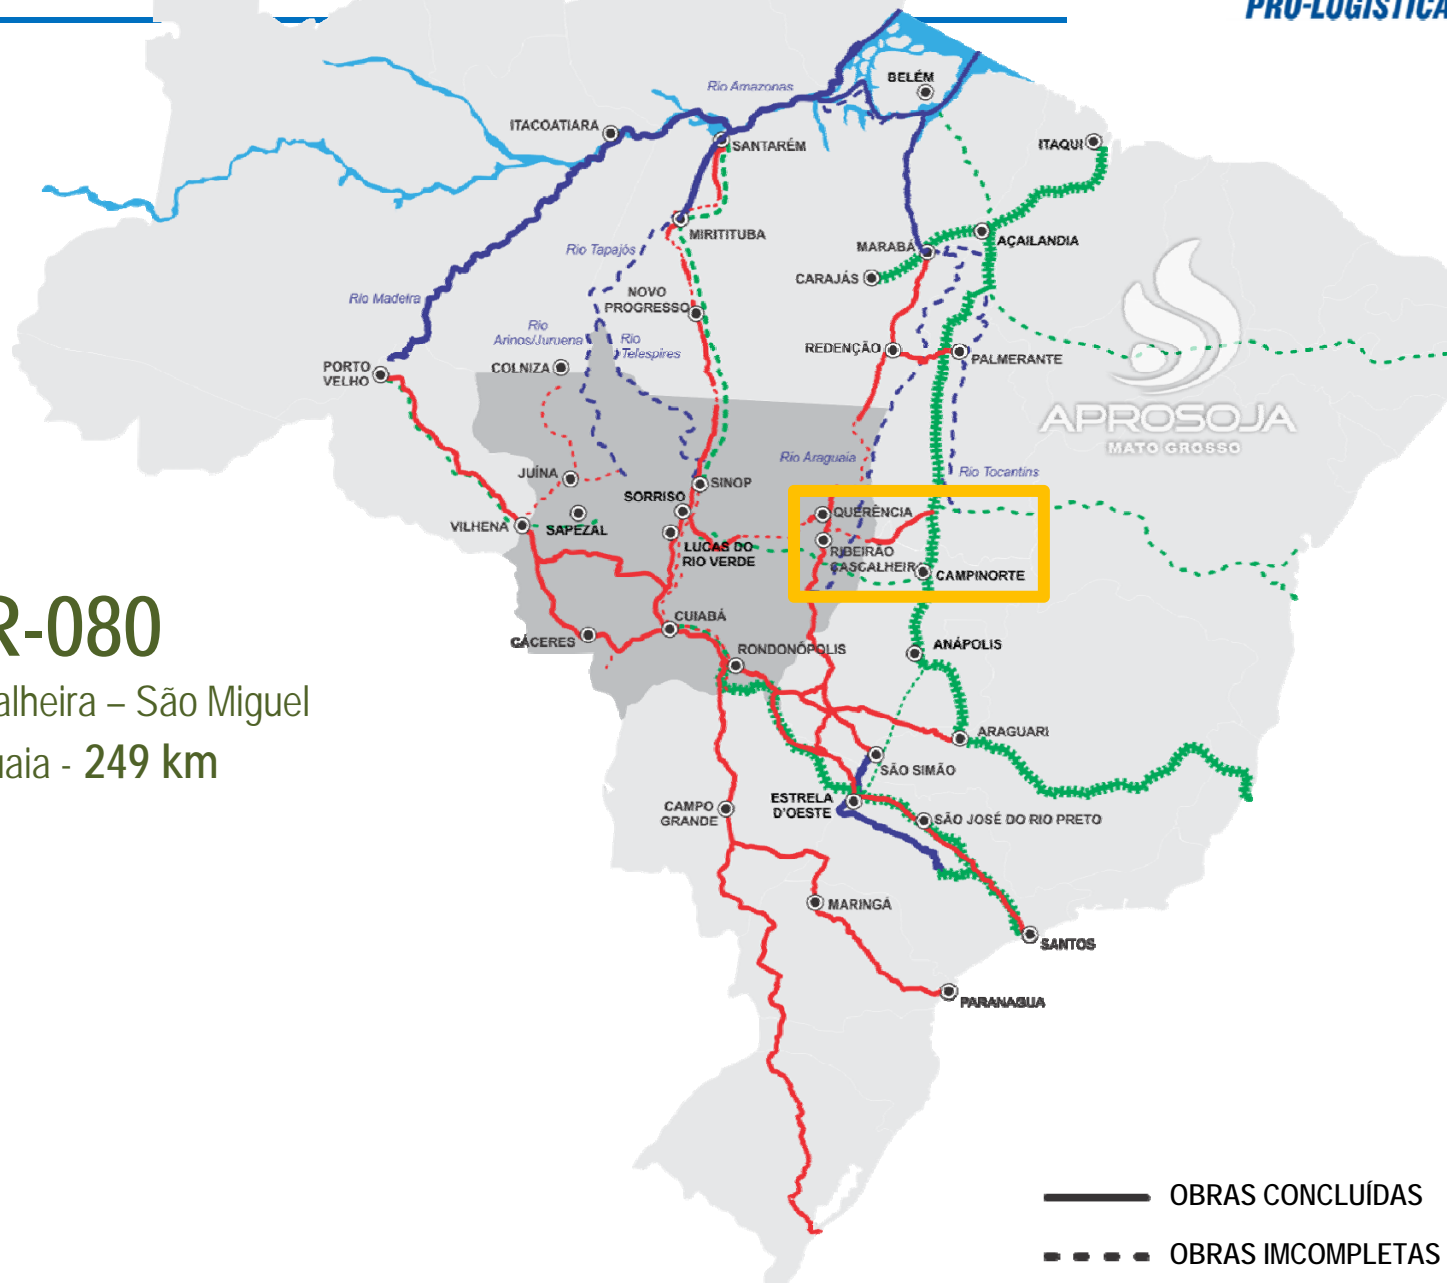 PRÓ-LOGÍSTICA
BELÉM
Rio Amazonas
ITACOATIARA
SANTARÉM
ITAQUI
MIRITITUBA
AÇAILANDIA
MARABÁ
Rio Tapajós
CARAJÁS
Rio Madeira
NOVO
PROGRESSO
Rio
Arinos/Juruena
Rio
Telespires
REDENÇÃO
PALMERANTE
COLNIZA
PORTO
VELHO
APROSOJA
MATO GROSSO
Rio Araguaia
Rio Tocantins
JUÍNA
SINOP
SORRISO
QUERÊNCIA
VILHENA
SAPEZAL
LUCAS DO
RIO VERDE
RIBEIRÃO
CASCALHEIRA
CAMPINORTE
R-080
CUIABÁ
CÁCERES
RONDONÓPOLIS
ANÁPOLIS
alheira – São Miguel
uaia - 249 km
ARAGUARI
SÃO SIMÃO
CAMPO
GRANDE
ESTRELA
D'OESTE
SÃO JOSÉ DO RIO PRETO
MARINGÁ
SANTOS
PARANAGUA
OBRAS CONCLUÍDAS
OBRAS IMCOMPLETAS